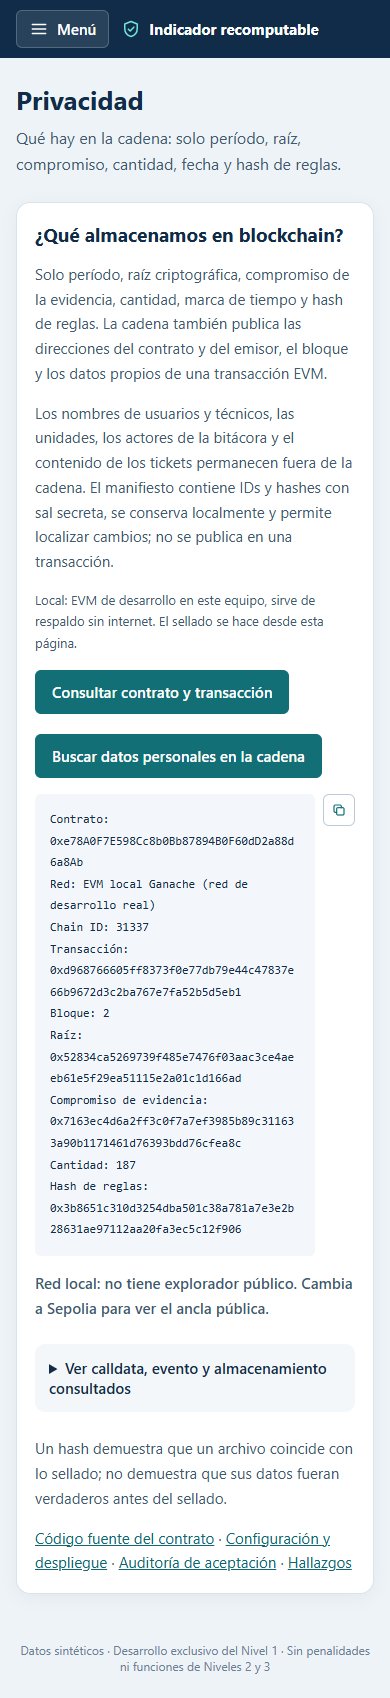 Menú
Indicador recomputable
Privacidad
Qué hay en la cadena: solo período, raíz,
compromiso, cantidad, fecha y hash de reglas.
¿Qué almacenamos en blockchain?
Solo período, raíz criptográfica, compromiso de
la evidencia, cantidad, marca de tiempo y hash
de reglas. La cadena también publica las
direcciones del contrato y del emisor, el bloque
y los datos propios de una transacción EVM.
Los nombres de usuarios y técnicos, las
unidades, los actores de la bitácora y el
contenido de los tickets permanecen fuera de la
cadena. El manifiesto contiene IDs y hashes con
sal secreta, se conserva localmente y permite
localizar cambios; no se publica en una
transacción.
Local: EVM de desarrollo en este equipo, sirve de
respaldo sin internet. El sellado se hace desde esta
página.
Consultar contrato y transacción
Buscar datos personales en la cadena
Contrato:
0xe78A0F7E598Cc8b0Bb87894B0F60dD2a88d
6a8Ab
Red: EVM local Ganache (red de
desarrollo real)
Chain ID: 31337
Transacción:
0xd968766605ff8373f0e77db79e44c47837e
66b9672d3c2ba767e7fa52b5d5eb1
Bloque: 2
Raíz:
0x52834ca5269739f485e7476f03aac3ce4ae
eb61e5f29ea51115e2a01c1d166ad
Compromiso de evidencia:
0x7163ec4d6a2ff3c0f7a7ef3985b89c31163
3a90b1171461d76393bdd76cfea8c
Cantidad: 187
Hash de reglas:
0x3b8651c310d3254dba501c38a781a7e3e2b
28631ae97112aa20fa3ec5c12f906
Red local: no tiene explorador público. Cambia
a Sepolia para ver el ancla pública.
Ver calldata, evento y almacenamiento
consultados
Un hash demuestra que un archivo coincide con
lo sellado; no demuestra que sus datos fueran
verdaderos antes del sellado.
Código fuente del contrato · Configuración y
despliegue · Auditoría de aceptación · Hallazgos
Datos sintéticos · Desarrollo exclusivo del Nivel 1 · Sin penalidades
ni funciones de Niveles 2 y 3